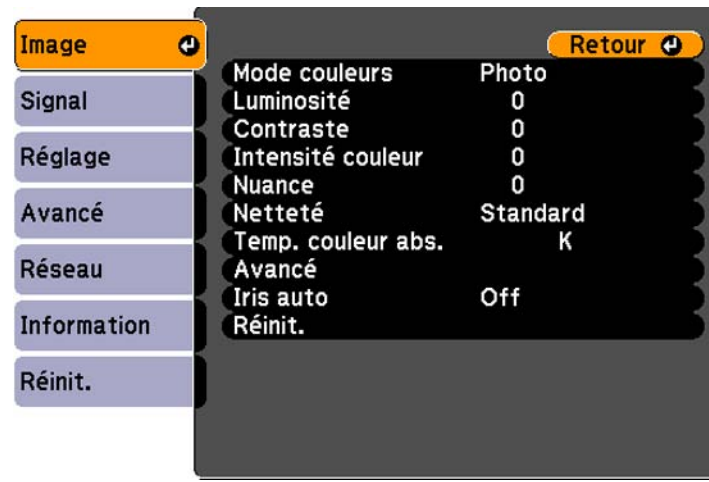 Image
Signal
Réglage
Avancé
Réseau
Information
Réinit.
Retour
Mode couleurs Photo
Luminosité 0
Contraste 0
Intensité couleur 0
Nuance 0
Netteté Standard
Temp. couleur abs. K
Avancé
Iris auto Off
Réinit.